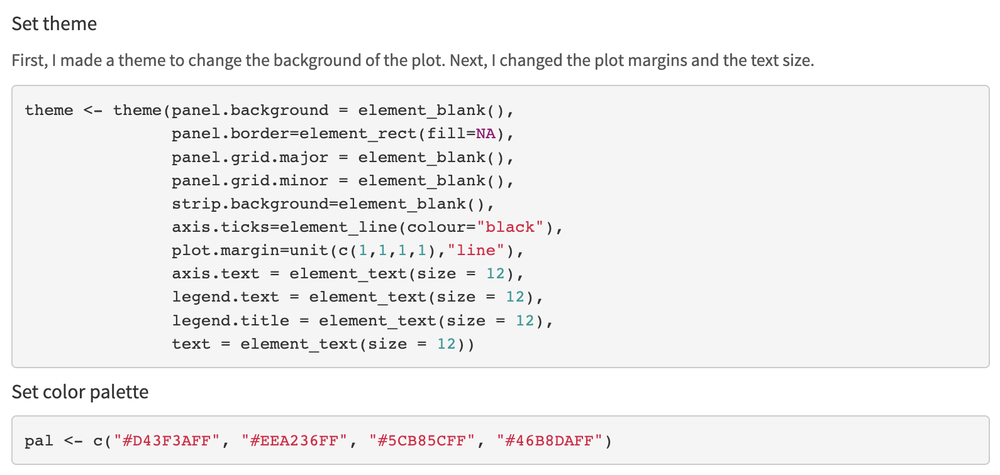 Set theme
First, I made a theme to change the background of the plot. Next, I changed the plot margins and the text size.
theme <- theme(panel.background = element_blank(),
panel.border=element_rect(fill=NA),
panel.grid.major = element_blank(),
panel.grid.minor = element_blank(),
strip.background=element_blank(),
axis.ticks=element_line(colour="black"),
plot.margin=unit(c(1,1,1,1),"line"),
axis.text = element_text(size = 12),
legend.text = element_text(size = 12),
legend.title = element_text(size = 12),
text = element_text(size = 12))
Set color palette
pal <- c("#D43F3AFF", "#EEA236FF", "#5CB85CFF", "#46B8DAFF")